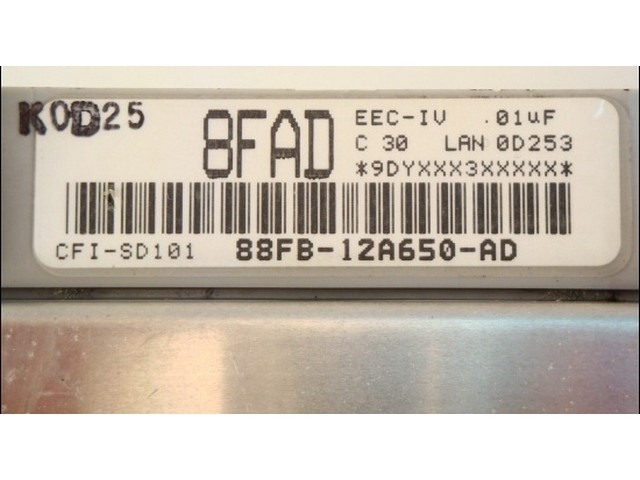 K0D25
8FAD
EEC-IV .01uF
C 30 LAN 0D253
*9DYXXX3XXXXX*
CFI-SD101 88FB-12A650-AD